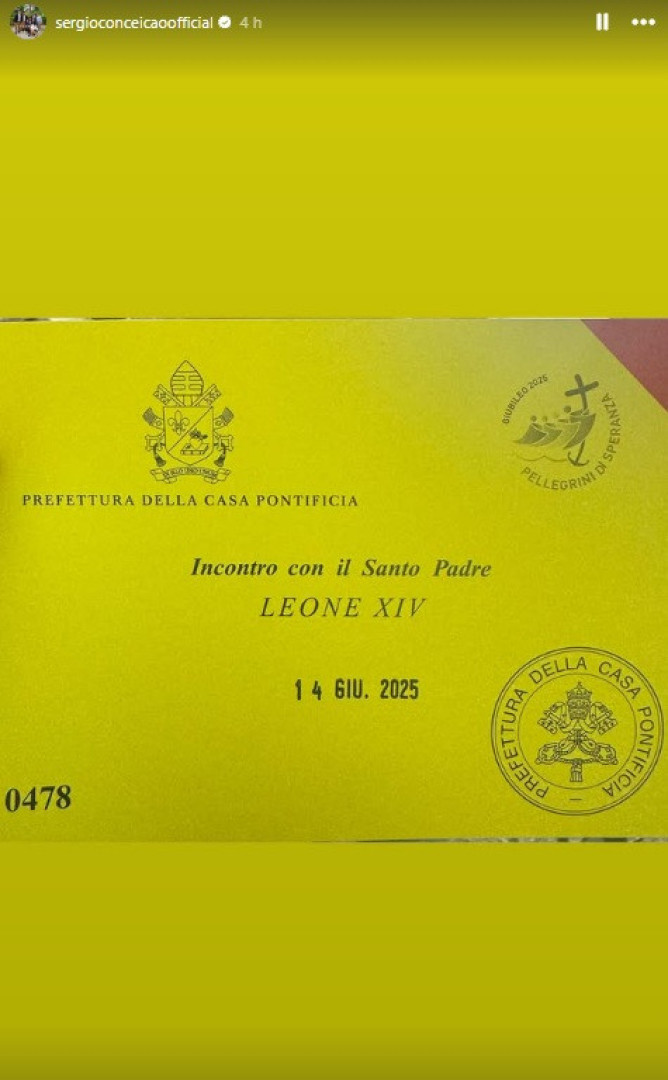 sergioconceicaoofficial 4 h
GIUBILEO 2025
PELLEGRINI DI SPERANZA
PREFETTURA DELLA CASA PONTIFICIA
Incontro con il Santo Padre
LEONE XIV
14 GIU. 2025
PREFETTURA DELLA CASA PONTIFICIA
0478